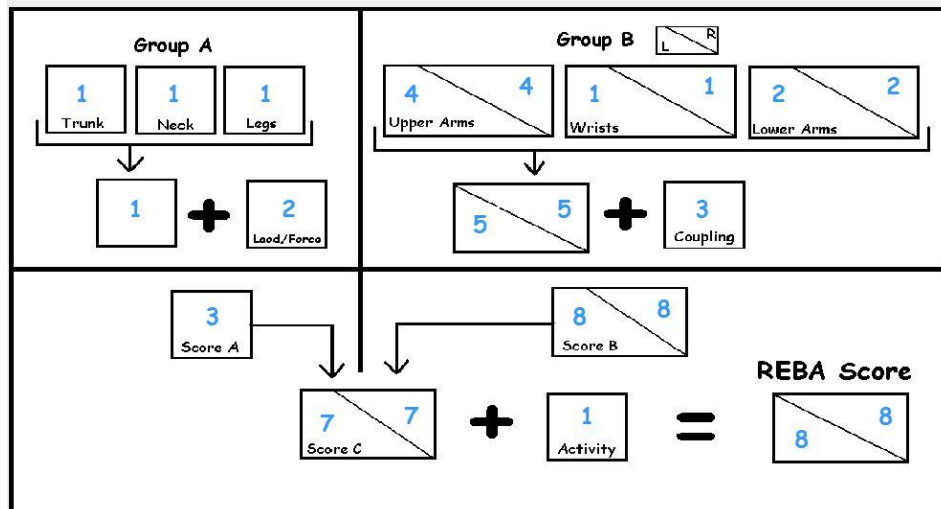 Group A
1 1 1
Trunk Neck Legs
1 + 2
Load/Force
Group B L R
4 4 1 1 2 2
Upper Arms Wrists Lower Arms
5 5 + 3
Coupling
3
Score A
8 8
Score B
REBA Score
7 7 + 1 = 8 8
Score C Activity